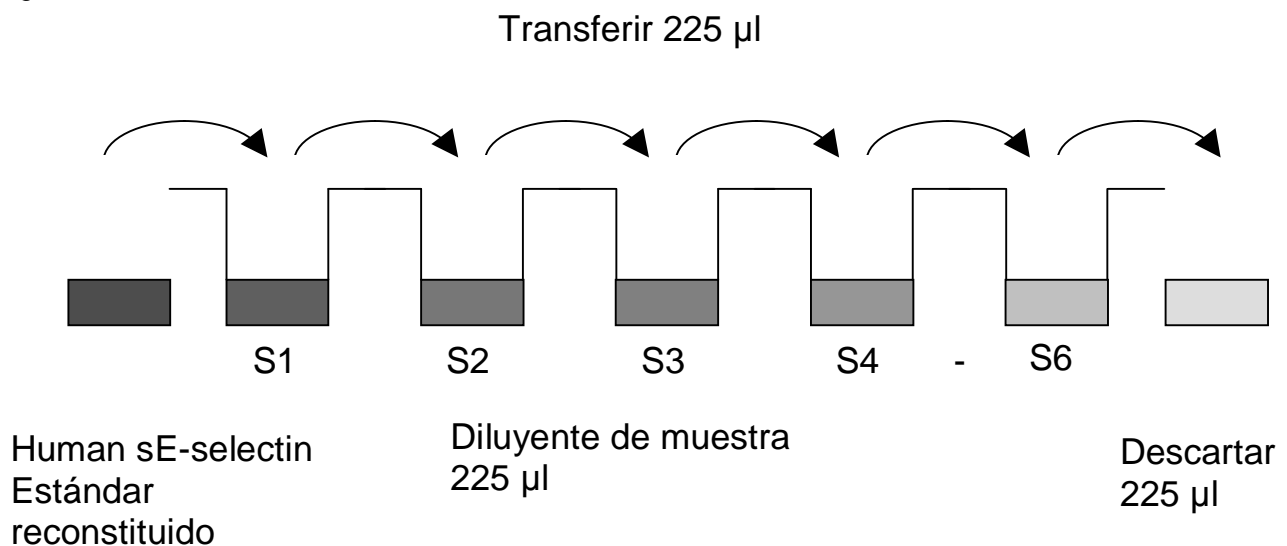 Transferir 225 µl
S1 S2 S3 S4 - S6
Human sE-selectin
Estándar
reconstituido
Diluyente de muestra
225 µl
Descartar
225 µl